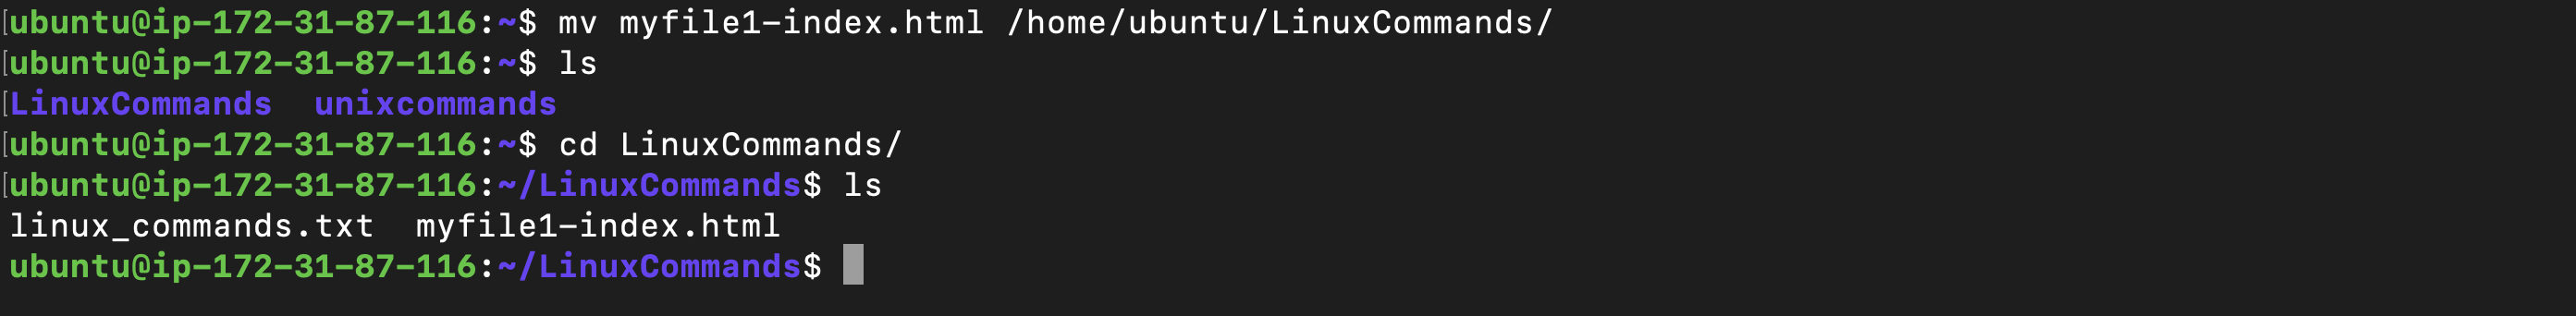 [ubuntu@ip-172-31-87-116:~$ mv myfile1-index.html /home/ubuntu/LinuxCommands/
[ubuntu@ip-172-31-87-116:~$ ls
[LinuxCommands  unixcommands
[ubuntu@ip-172-31-87-116:~$ cd LinuxCommands/
[ubuntu@ip-172-31-87-116:~/LinuxCommands$ ls
linux_commands.txt  myfile1-index.html
ubuntu@ip-172-31-87-116:~/LinuxCommands$